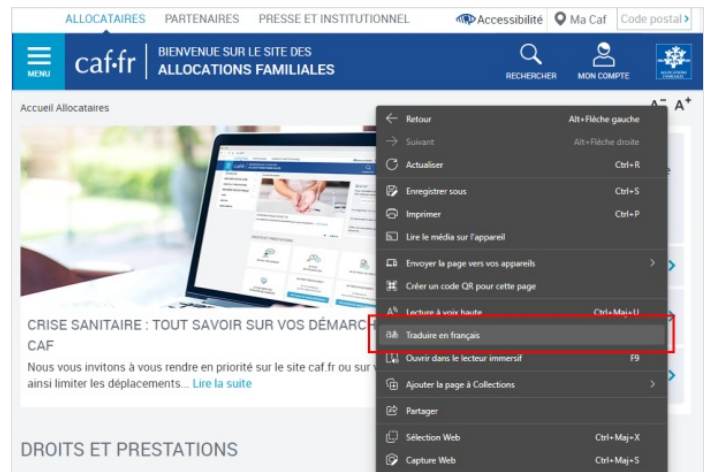 ALLOCATAIRES PARTENAIRES PRESSE ET INSTITUTIONNEL Accessibilité Ma Caf Code postal
MENU
caf·fr
BIENVENUE SUR LE SITE DES
ALLOCATIONS FAMILIALES
RECHERCHER
MON COMPTE
Accueil Allocataires
A- A+
CRISE SANITAIRE : TOUT SAVOIR SUR VOS DÉMARCH
CAF
Nous vous invitons à vous rendre en priorité sur le site caf.fr ou sur v
ainsi limiter les déplacements... Lire la suite
DROITS ET PRESTATIONS
Retour Alt+Flèche gauche
Suivant Alt+Flèche droite
Actualiser Ctrl+R
Enregistrer sous Ctrl+S
Imprimer Ctrl+P
Lire le média sur l'appareil
Envoyer la page vers vos appareils
Créer un code QR pour cette page
Lecture à voix haute Ctrl+Maj+U
Traduire en français
Ouvrir dans le lecteur immersif F9
Ajouter la page à Collections
Partager
Sélection Web Ctrl+Maj+X
Capture Web Ctrl+Maj+S